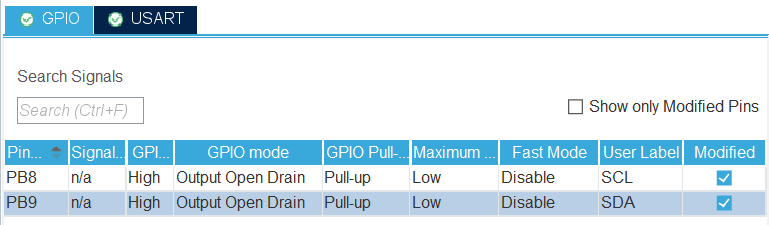 GPIO USART
Search Signals
Search (Ctrl+F)
Show only Modified Pins
Pin... Signal... GPI... GPIO mode GPIO Pull-... Maximum ... Fast Mode User Label Modified
PB8 n/a High Output Open Drain Pull-up Low Disable SCL
PB9 n/a High Output Open Drain Pull-up Low Disable SDA